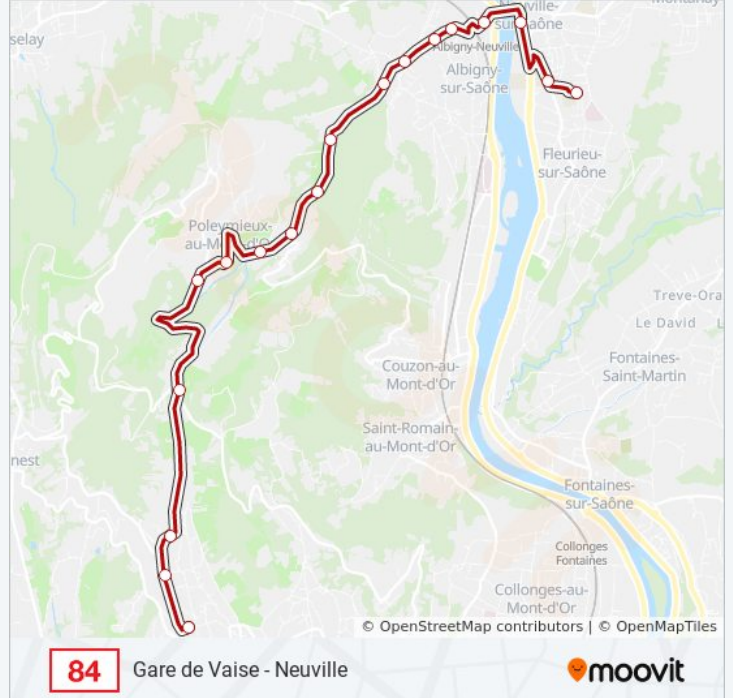 Montanay
Neuville-
sur-Saône
selay
Albigny-Neuville
Albigny-
sur-Saône
Fleurieu-
sur-Saône
Poleymieux-
au-Mont-d'Or
Treve-Ora
Le David
L
Fontaines-
Saint-Martin
Couzon-au-
Mont-d'Or
Saint-Romain-
au-Mont-d'Or
nest
Fontaines-
sur-Saône
Collonges
Fontaines
Collonges-au-
Mont-d'Or
© OpenStreetMap contributors | © OpenMapTiles
84 Gare de Vaise - Neuville
moovit